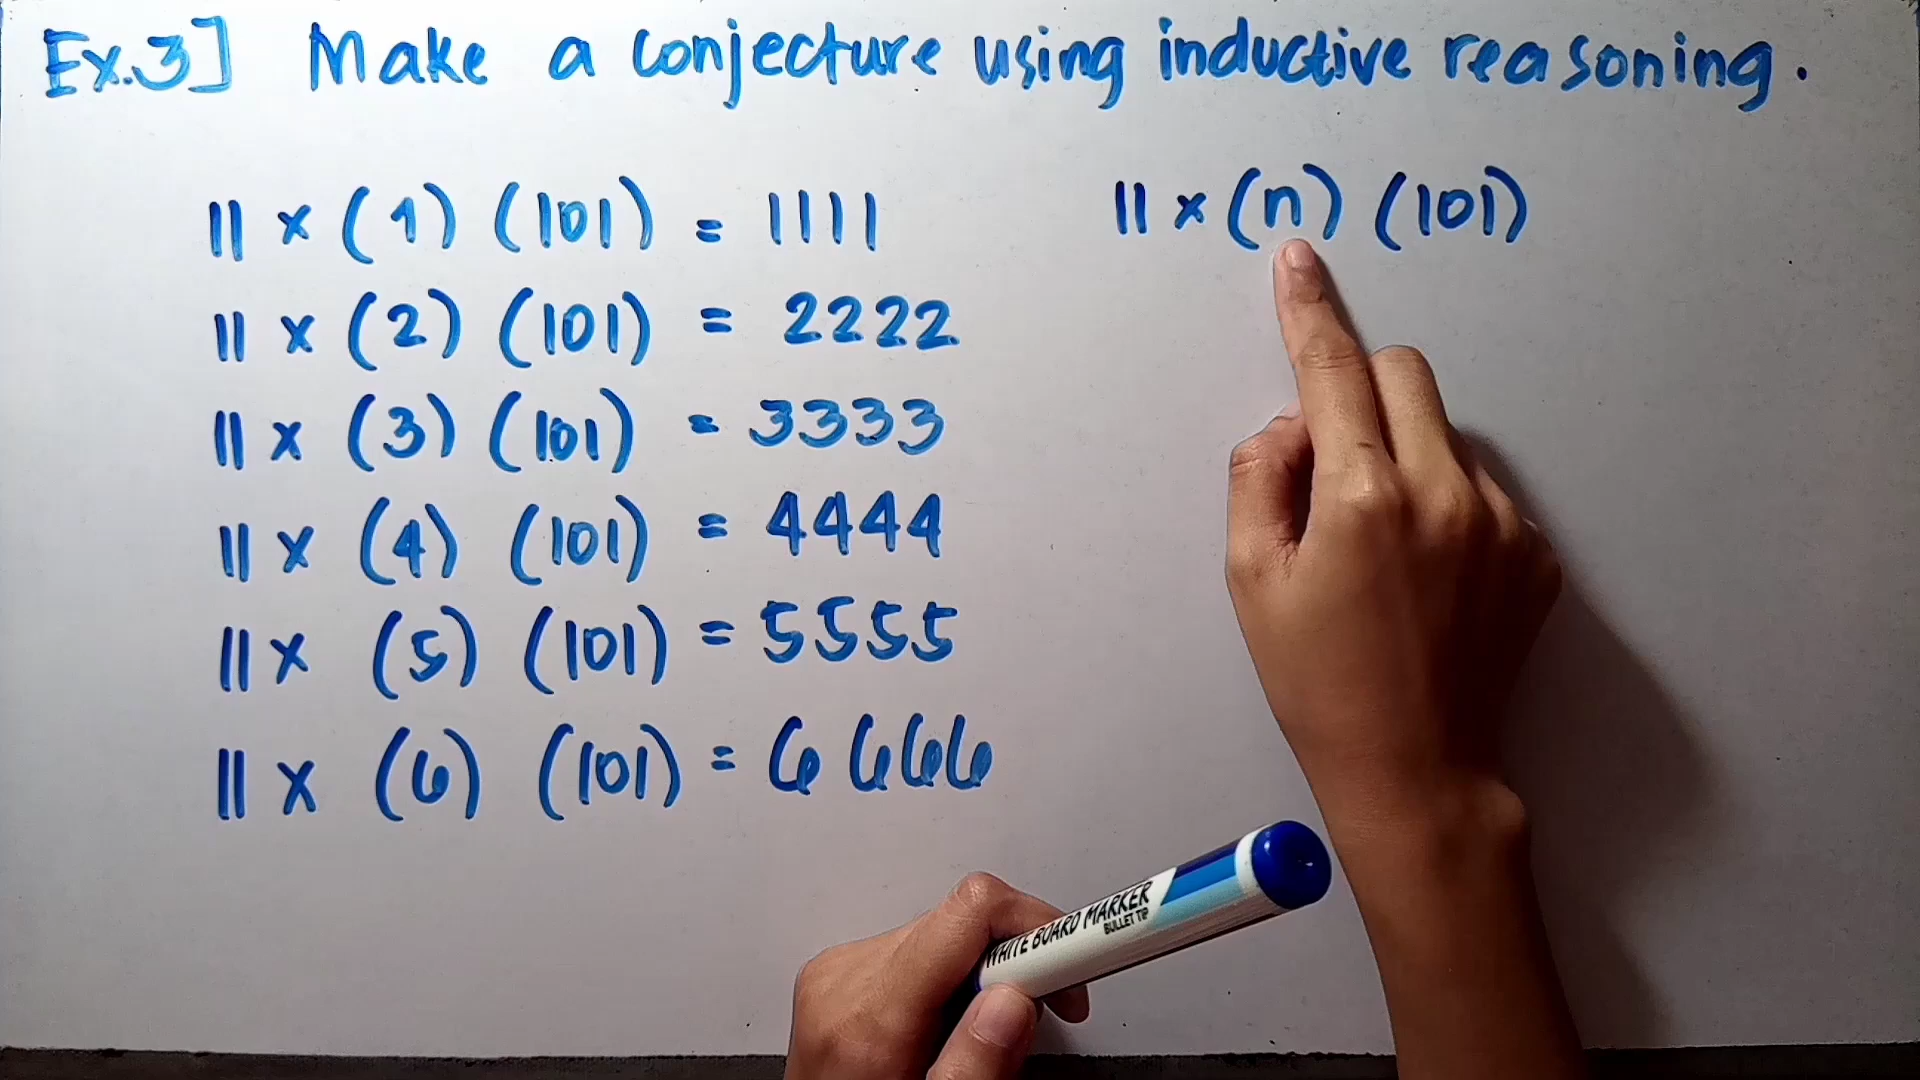 Ex.3] Make a conjecture using inductive reasoning.
11 × (1) (101) = 1111
11 × (2) (101) = 2222
11 × (3) (101) = 3333
11 × (4) (101) = 4444
11 × (5) (101) = 5555
11 × (6) (101) = 6666
11 × (n) (101)
WHITE BOARD MARKER
BULLET TIP